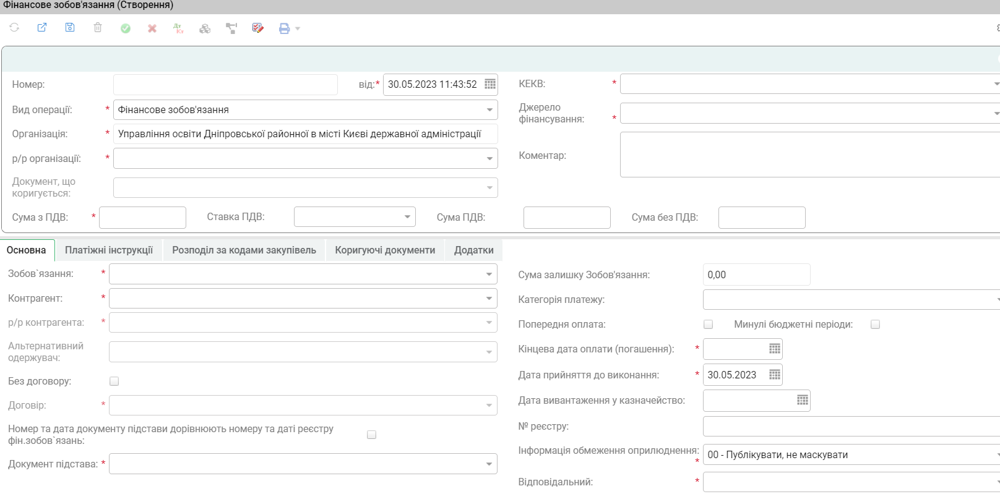 Фінансове зобов'язання (Створення)
Дт
Кт
Номер:
від:*
30.05.2023 11:43:52
КЕКВ: *
Вид операції: *
Фінансове зобов'язання
Джерело
фінансування: *
Організація: *
Управління освіти Дніпровської районної в місті Києві державної адміністрації
р/р організації: *
Коментар:
Документ, що
коригується:
Сума з ПДВ: *
Ставка ПДВ:
Сума ПДВ:
Сума без ПДВ:
Основна
Платіжні інструкції
Розподіл за кодами закупівель
Коригуючі документи
Додатки
Зобов`язання: *
Сума залишку Зобов'язання:
0,00
Контрагент: *
Категорія платежу:
р/р контрагента: *
Попередня оплата:
Минулі бюджетні періоди:
Альтернативний
одержувач:
Кінцева дата оплати (погашення): *
Без договору:
Дата прийняття до виконання: *
30.05.2023
Договір: *
Дата вивантаження у казначейство:
Номер та дата документу підстави дорівнюють номеру та даті реєстру
фін.зобов`язань:
№ реєстру:
Документ підстава: *
Інформація обмеження оприлюднення:
*
00 - Публікувати, не маскувати
Відповідальний: *